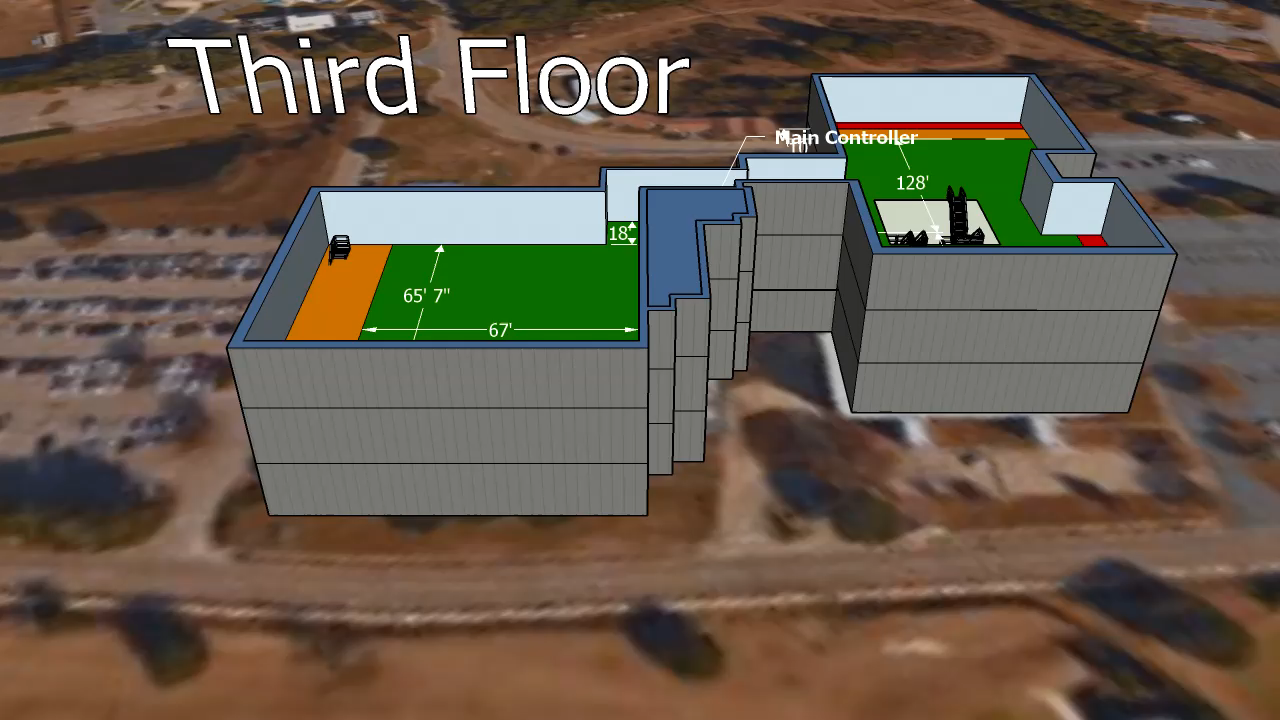 Third Floor
Main Controller
128'
18'
65' 7"
67'